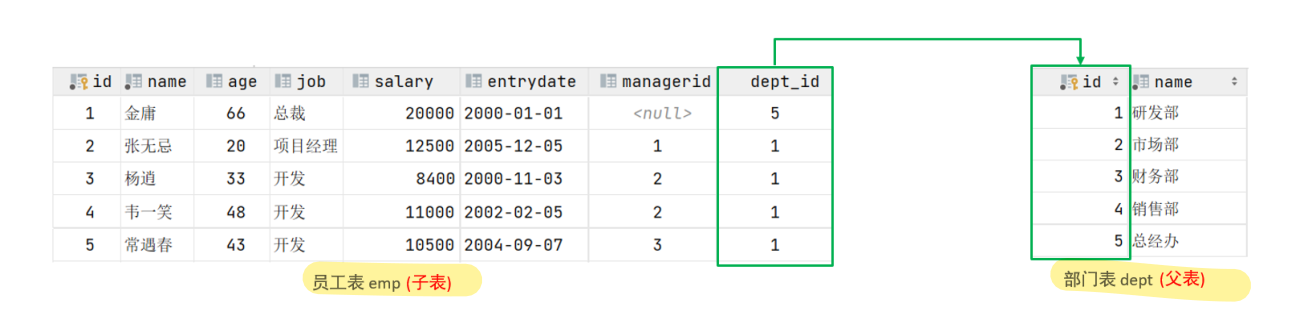 id name age job salary entrydate managerid dept_id
1 金庸 66 总裁 20000 2000-01-01 <null> 5
2 张无忌 20 项目经理 12500 2005-12-05 1 1
3 杨逍 33 开发 8400 2000-11-03 2 1
4 韦一笑 48 开发 11000 2002-02-05 2 1
5 常遇春 43 开发 10500 2004-09-07 3 1
员工表 emp (子表)
id name
1 研发部
2 市场部
3 财务部
4 销售部
5 总经办
部门表 dept (父表)